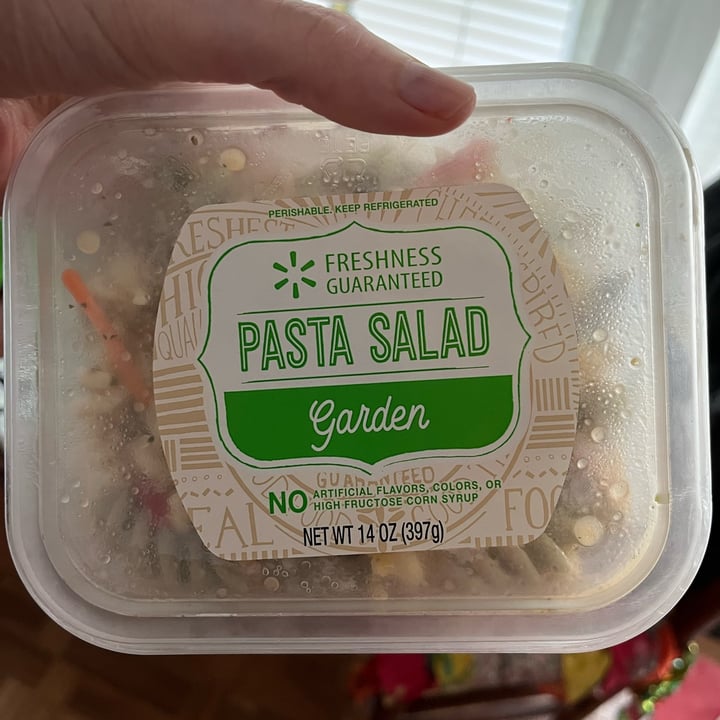 PERISHABLE. KEEP REFRIGERATED
FRESHNESS
GUARANTEED
PASTA SALAD
Garden
GUARANTEED
NO ARTIFICIAL FLAVORS, COLORS, OR
HIGH FRUCTOSE CORN SYRUP
NET WT 14 OZ (397g)